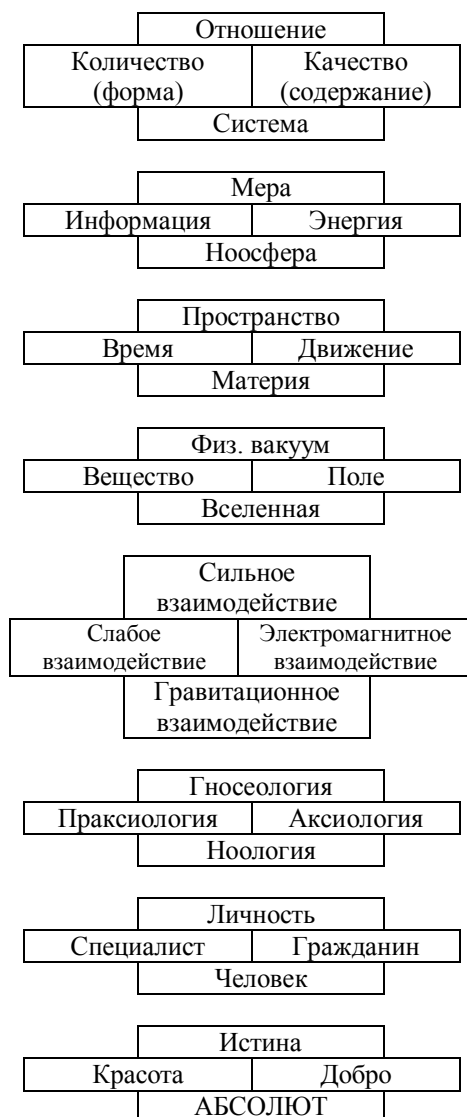 Отношение
Количество Качество
(форма) (содержание)
Система
Мера
Информация Энергия
Ноосфера
Пространство
Время Движение
Материя
Физ. вакуум
Вещество Поле
Вселенная
Сильное
взаимодействие
Слабое Электромагнитное
взаимодействие взаимодействие
Гравитационное
взаимодействие
Гносеология
Праксиология Аксиология
Ноология
Личность
Специалист Гражданин
Человек
Истина
Красота Добро
АБСОЛЮТ